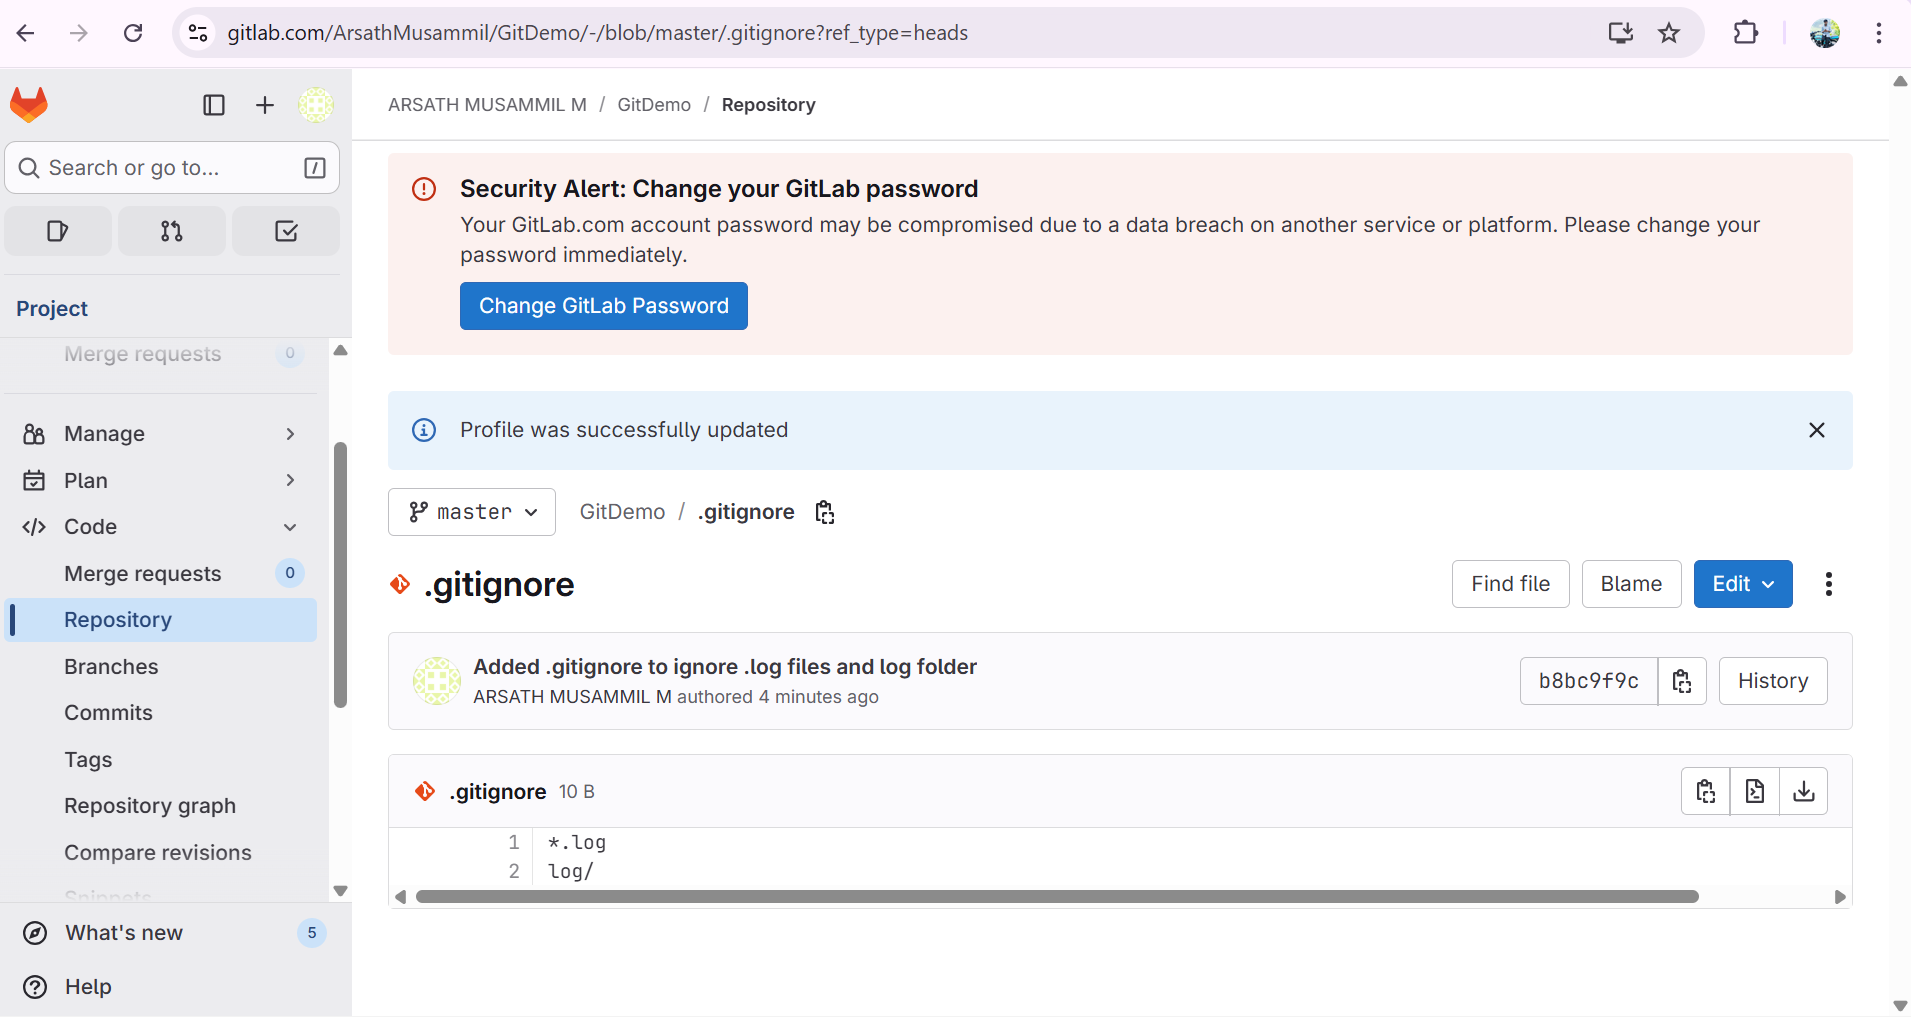 gitlab.com/ArsathMusammil/GitDemo/-/blob/master/.gitignore?ref_type=heads
Search or go to...
/
Project
Merge requests 0
Manage
Plan
Code
Merge requests 0
Repository
Branches
Commits
Tags
Repository graph
Compare revisions
Snippets
What's new 5
Help
ARSATH MUSAMMIL M / GitDemo / Repository
Security Alert: Change your GitLab password
Your GitLab.com account password may be compromised due to a data breach on another service or platform. Please change your
password immediately.
Change GitLab Password
Profile was successfully updated
master GitDemo / .gitignore
.gitignore
Find file Blame Edit
Added .gitignore to ignore .log files and log folder
ARSATH MUSAMMIL M authored 4 minutes ago
b8bc9f9c History
.gitignore 10 B
1 *.log
2 log/